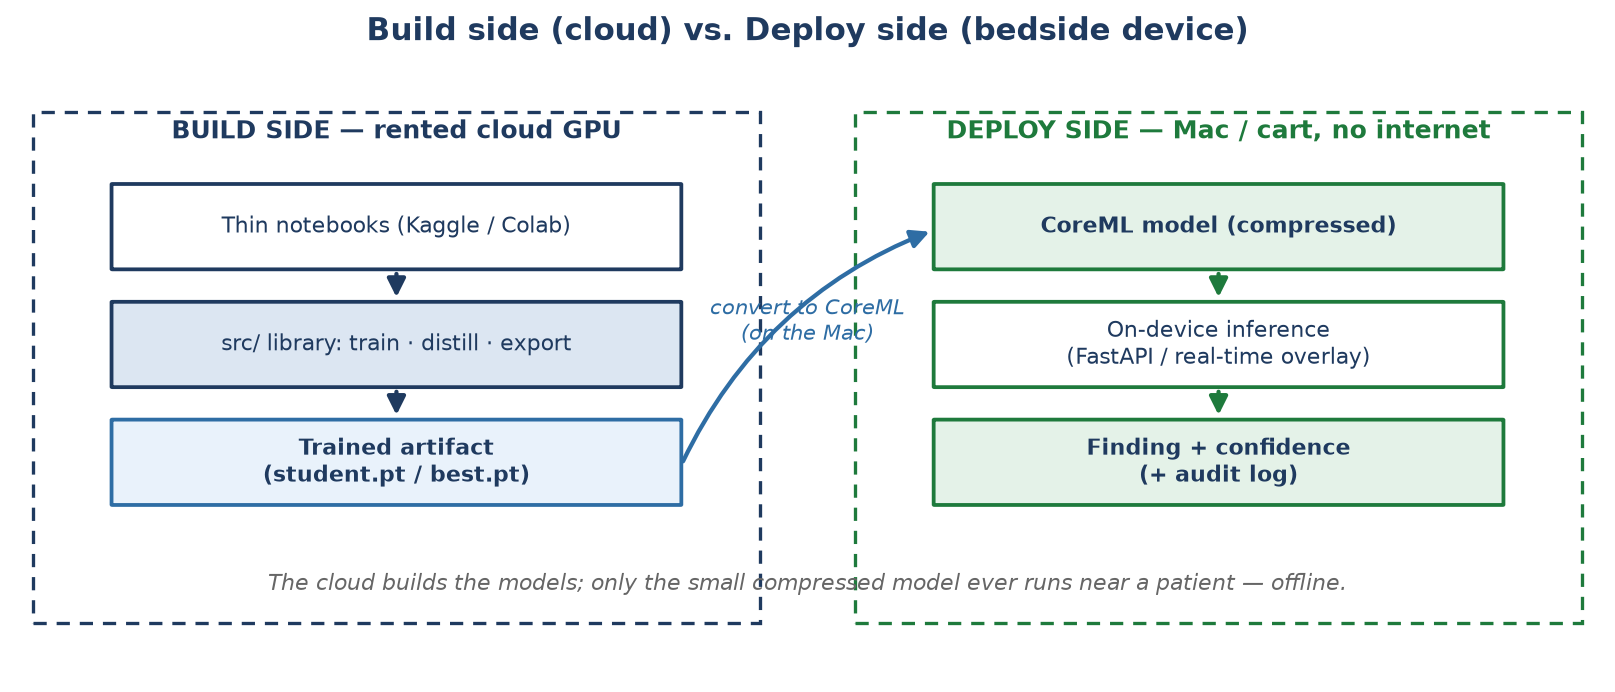 Build side (cloud) vs. Deploy side (bedside device)
BUILD SIDE — rented cloud GPU
Thin notebooks (Kaggle / Colab)
src/ library: train · distill · export
Trained artifact
(student.pt / best.pt)
convert to CoreML
(on the Mac)
DEPLOY SIDE — Mac / cart, no internet
CoreML model (compressed)
On-device inference
(FastAPI / real-time overlay)
Finding + confidence
(+ audit log)
The cloud builds the models; only the small compressed model ever runs near a patient — offline.